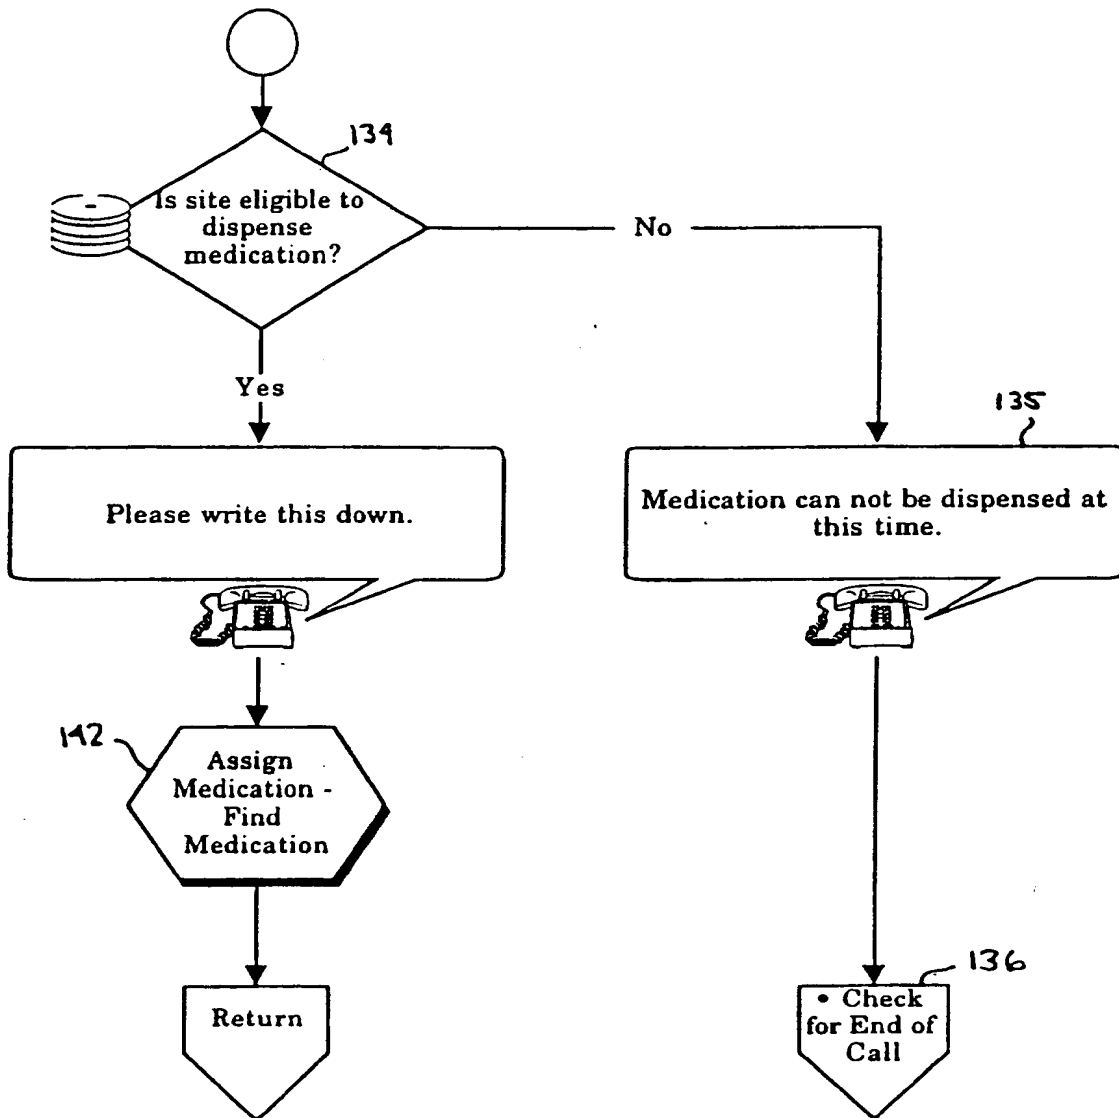 134
Is site eligible to
dispense
medication?
No
Yes
135
Please write this down.
Medication can not be dispensed at
this time.
142
Assign
Medication -
Find
Medication
136
Return
• Check
for End of
Call